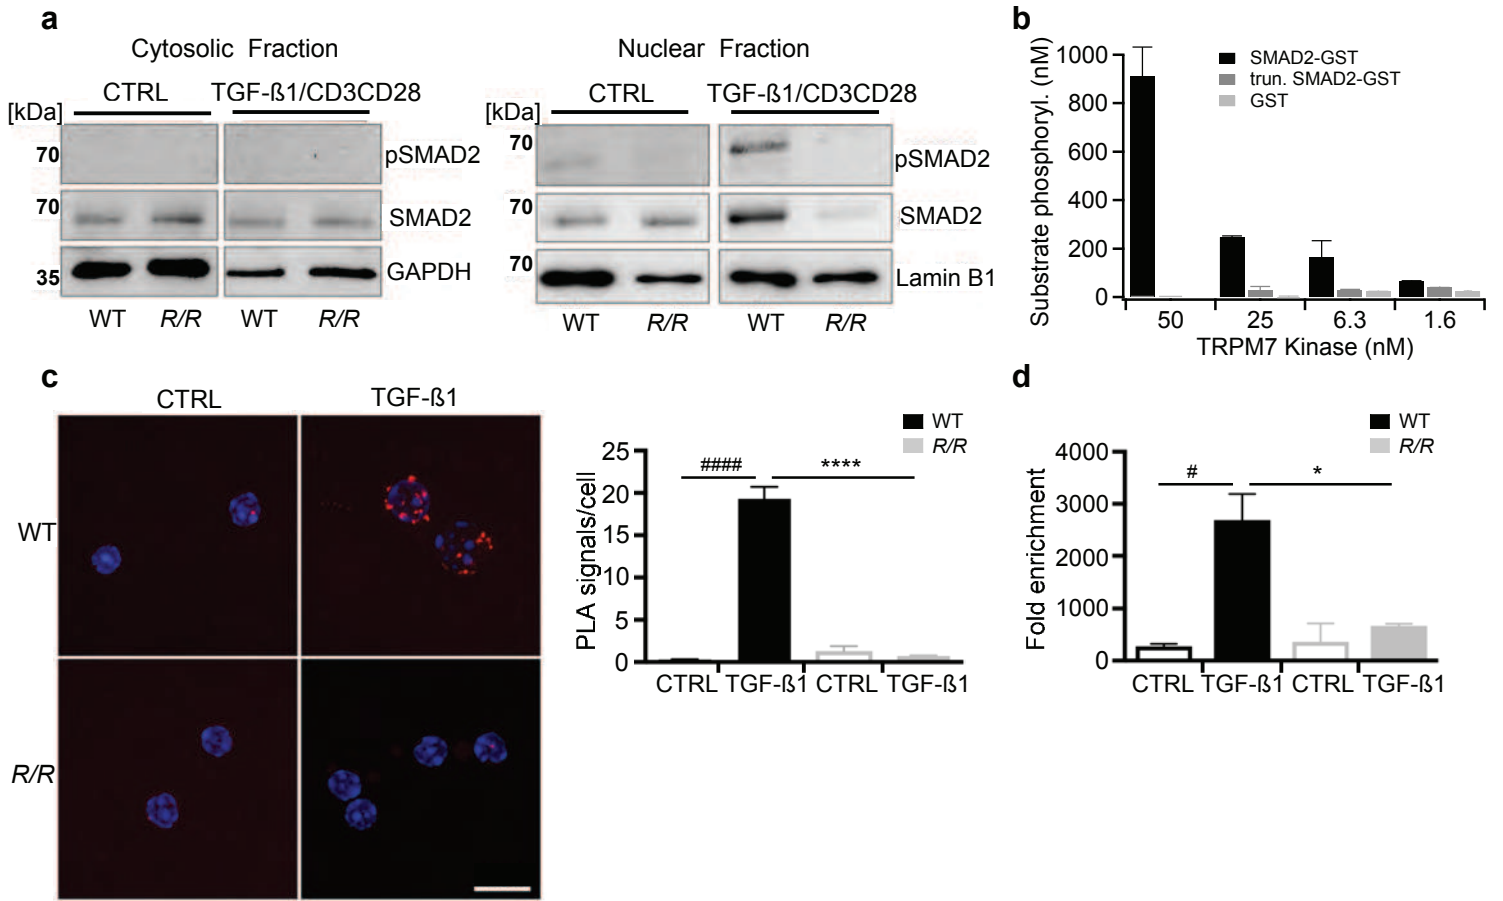 a
Cytosolic Fraction
Nuclear Fraction
CTRL
TGF-ß1/CD3CD28
CTRL
TGF-ß1/CD3CD28
[kDa]
[kDa]
70
pSMAD2
70
SMAD2
35
GAPDH
WT
R/R
WT
R/R
70
pSMAD2
70
SMAD2
70
Lamin B1
WT
R/R
WT
R/R
b
Substrate phosphoryl. (nM)
1000
800
600
400
200
0
SMAD2-GST
trun. SMAD2-GST
GST
50
25
6.3
1.6
TRPM7 Kinase (nM)
c
CTRL
TGF-ß1
WT
R/R
WT
R/R
PLA signals/cell
25
20
15
10
5
0
####
****
CTRL
TGF-ß1
CTRL
TGF-ß1
d
WT
R/R
Fold enrichment
4000
3000
2000
1000
0
#
*
CTRL
TGF-ß1
CTRL
TGF-ß1